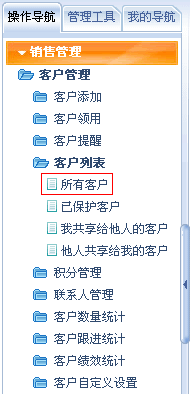 操作导航 管理工具 我的导航
销售管理
客户管理
客户添加
客户领用
客户提醒
客户列表
所有客户
已保护客户
我共享给他人的客户
他人共享给我的客户
积分管理
联系人管理
客户数量统计
客户跟进统计
客户绩效统计
客户自定义设置